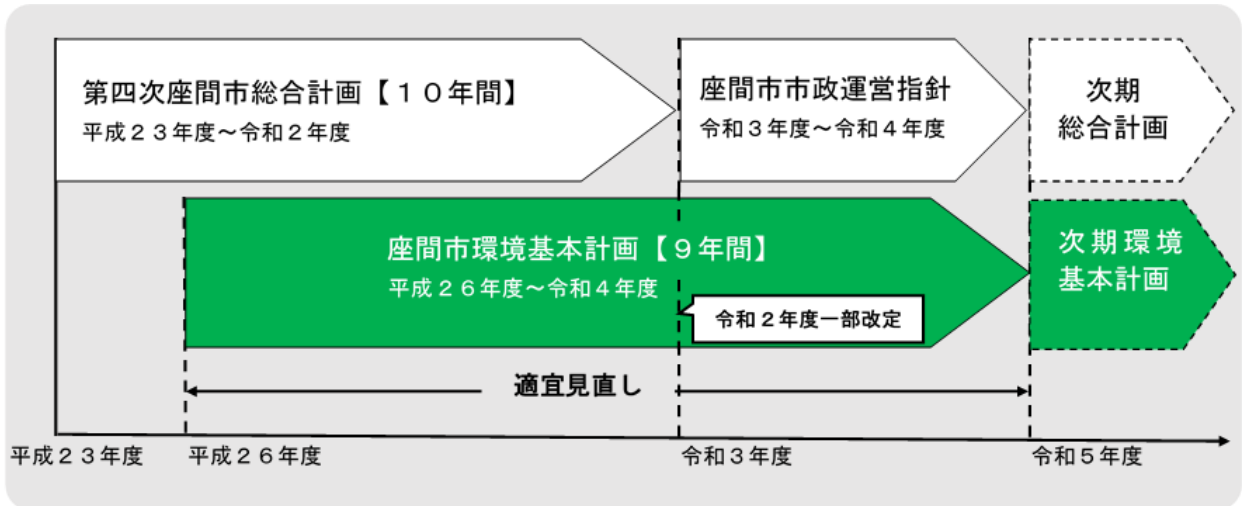 第四次座間市総合計画【１０年間】
平成２３年度～令和２年度
座間市市政運営指針
令和３年度～令和４年度
次期
総合計画
座間市環境基本計画【９年間】
平成２６年度～令和４年度
令和２年度一部改定
次期環境
基本計画
適宜見直し
平成２３年度
平成２６年度
令和３年度
令和５年度